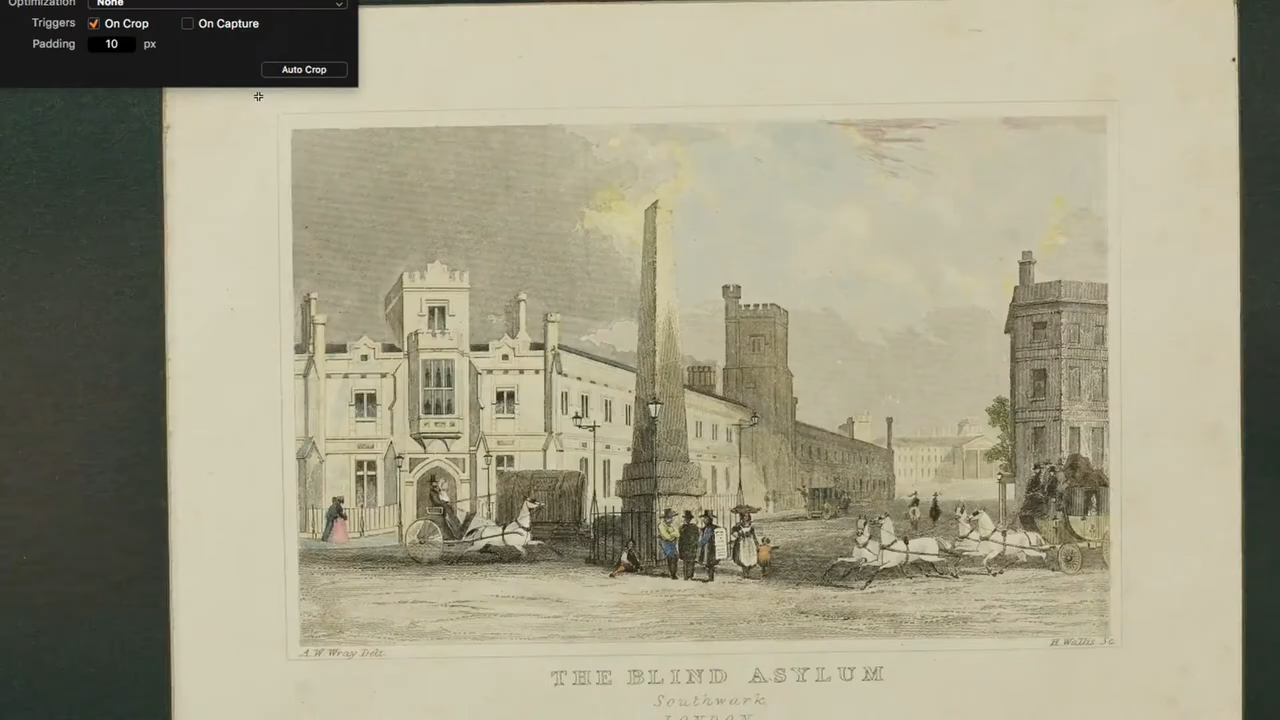 Optimization None
Triggers On Crop On Capture
Padding 10 px
Auto Crop
A. W. Wray Delt.
H. Wallis Sc.
THE BLIND ASYLUM
Southwark
LONDON